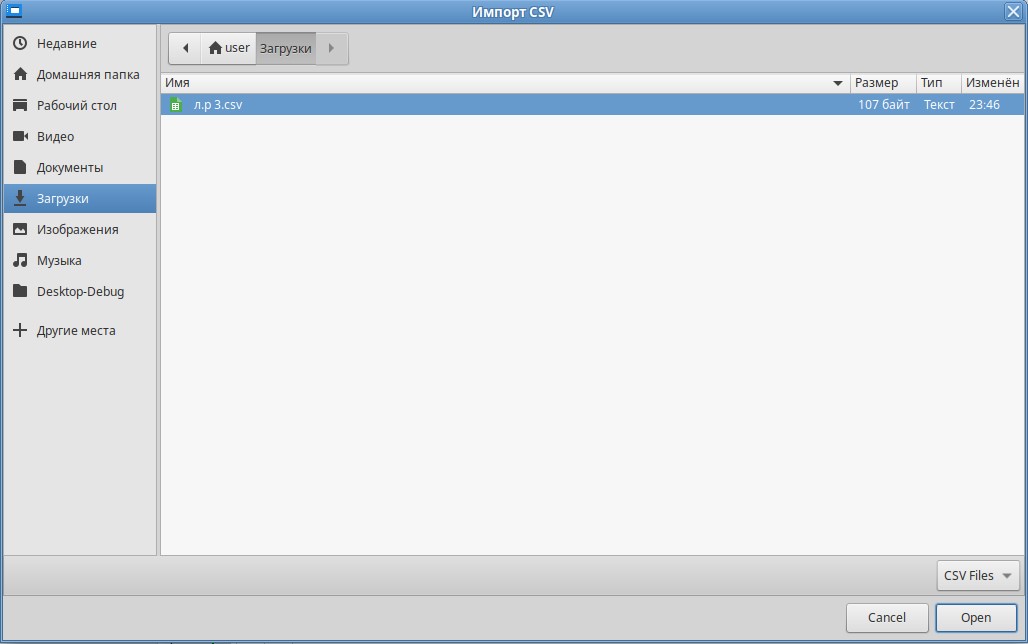 Импорт CSV
Недавние
Домашняя папка
Рабочий стол
Видео
Документы
Загрузки
Изображения
Музыка
Desktop-Debug
Другие места
user Загрузки
Имя Размер Тип Изменён
л.р 3.csv 107 байт Текст 23:46
CSV Files
Cancel Open